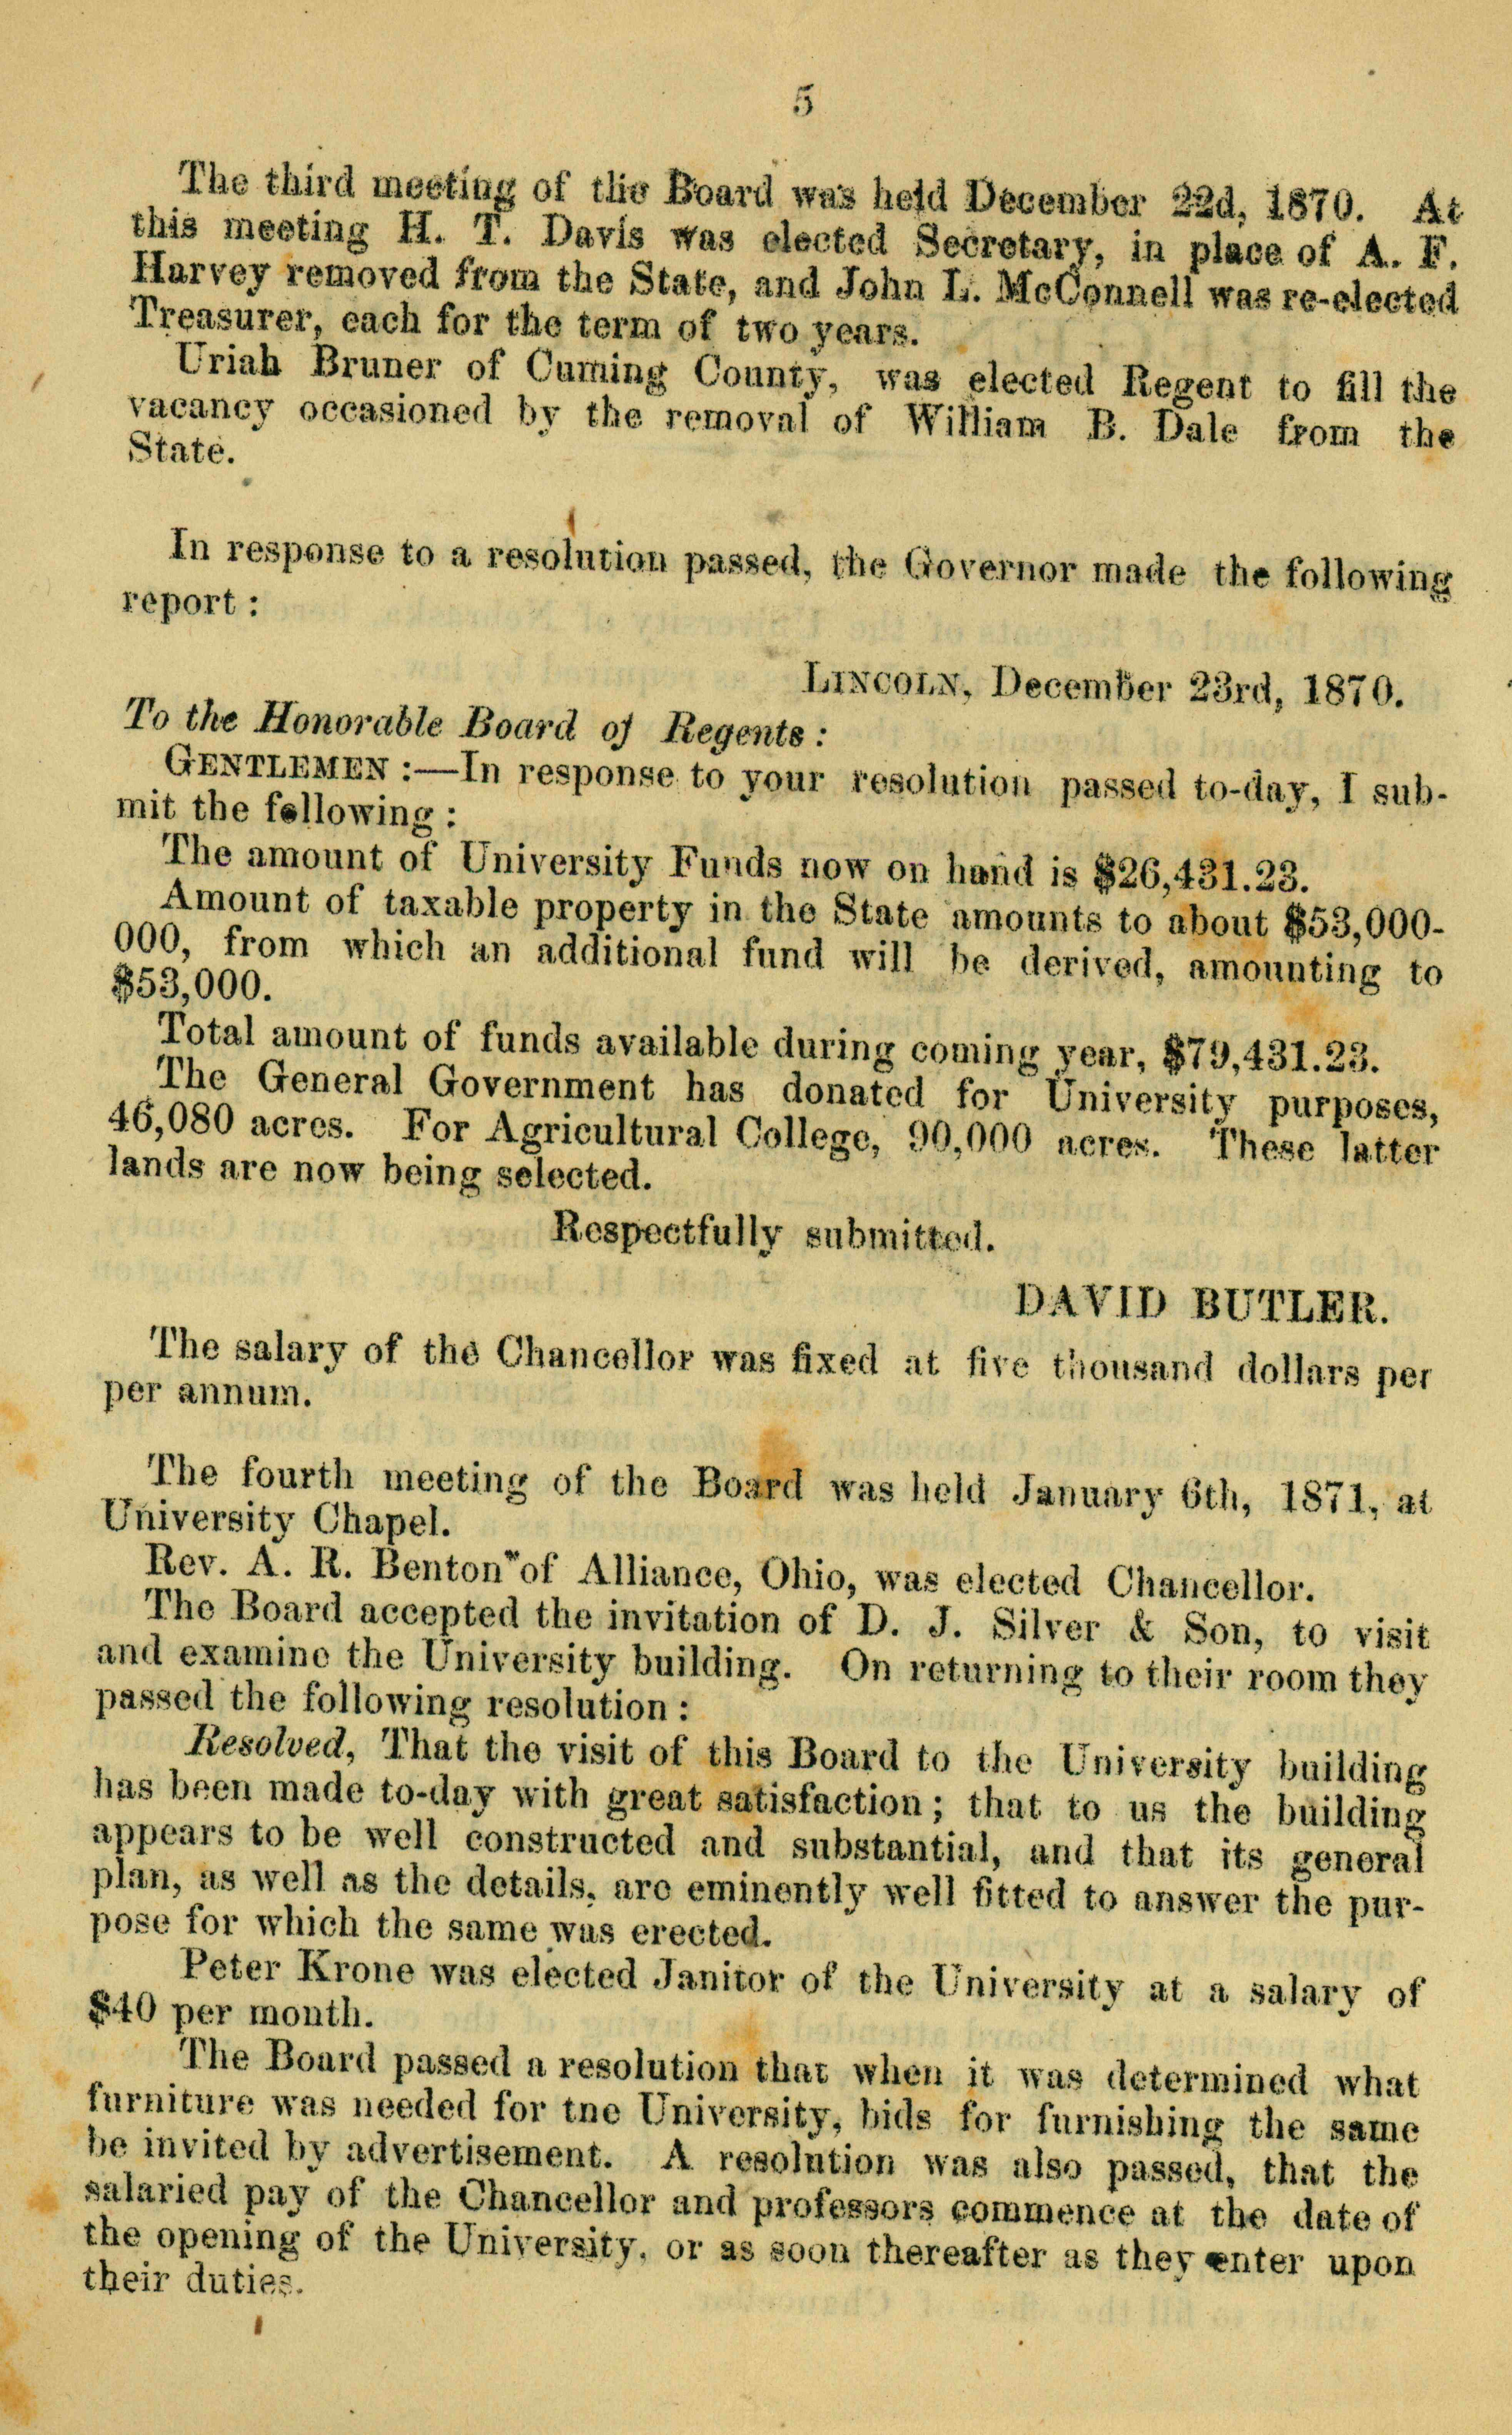 5
The third meeting of the Board was held December 22d, 1870. At
this meeting H. T. Davis was elected Secretary, in place of A. F.
Harvey removed from the State, and John L. McConnell was re-elected
Treasurer, each for the term of two years.
Uriah Bruner of Cuming County, was elected Regent to fill the
vacancy occasioned by the removal of William B. Dale from the
State.
In response to a resolution passed, the Governor made the following
report :
LINCOLN, December 23rd, 1870.
To the Honorable Board of Regents :
GENTLEMEN :—In response to your resolution passed to-day, I sub-
mit the following :
The amount of University Funds now on hand is $26,431.23.
Amount of taxable property in the State amounts to about $53,000-
000, from which an additional fund will be derived, amounting to
$53,000.
Total amount of funds available during coming year, $79,431.23.
The General Government has donated for University purposes,
46,080 acres. For Agricultural College, 90,000 acres. These latter
lands are now being selected.
Respectfully submitted.
DAVID BUTLER.
The salary of the Chancellor was fixed at five thousand dollars per
per annum.
The fourth meeting of the Board was held January 6th, 1871, at
University Chapel.
Rev. A. R. Benton of Alliance, Ohio, was elected Chancellor.
The Board accepted the invitation of D. J. Silver & Son, to visit
and examine the University building. On returning to their room they
passed the following resolution :
Resolved, That the visit of this Board to the University building
has been made to-day with great satisfaction ; that to us the building
appears to be well constructed and substantial, and that its general
plan, as well as the details, are eminently well fitted to answer the pur-
pose for which the same was erected.
Peter Krone was elected Janitor of the University at a salary of
$40 per month.
The Board passed a resolution that when it was determined what
furniture was needed for tne University, bids for furnishing the same
be invited by advertisement. A resolution was also passed, that the
salaried pay of the Chancellor and professors commence at the date of
the opening of the University, or as soon thereafter as they enter upon
their duties.